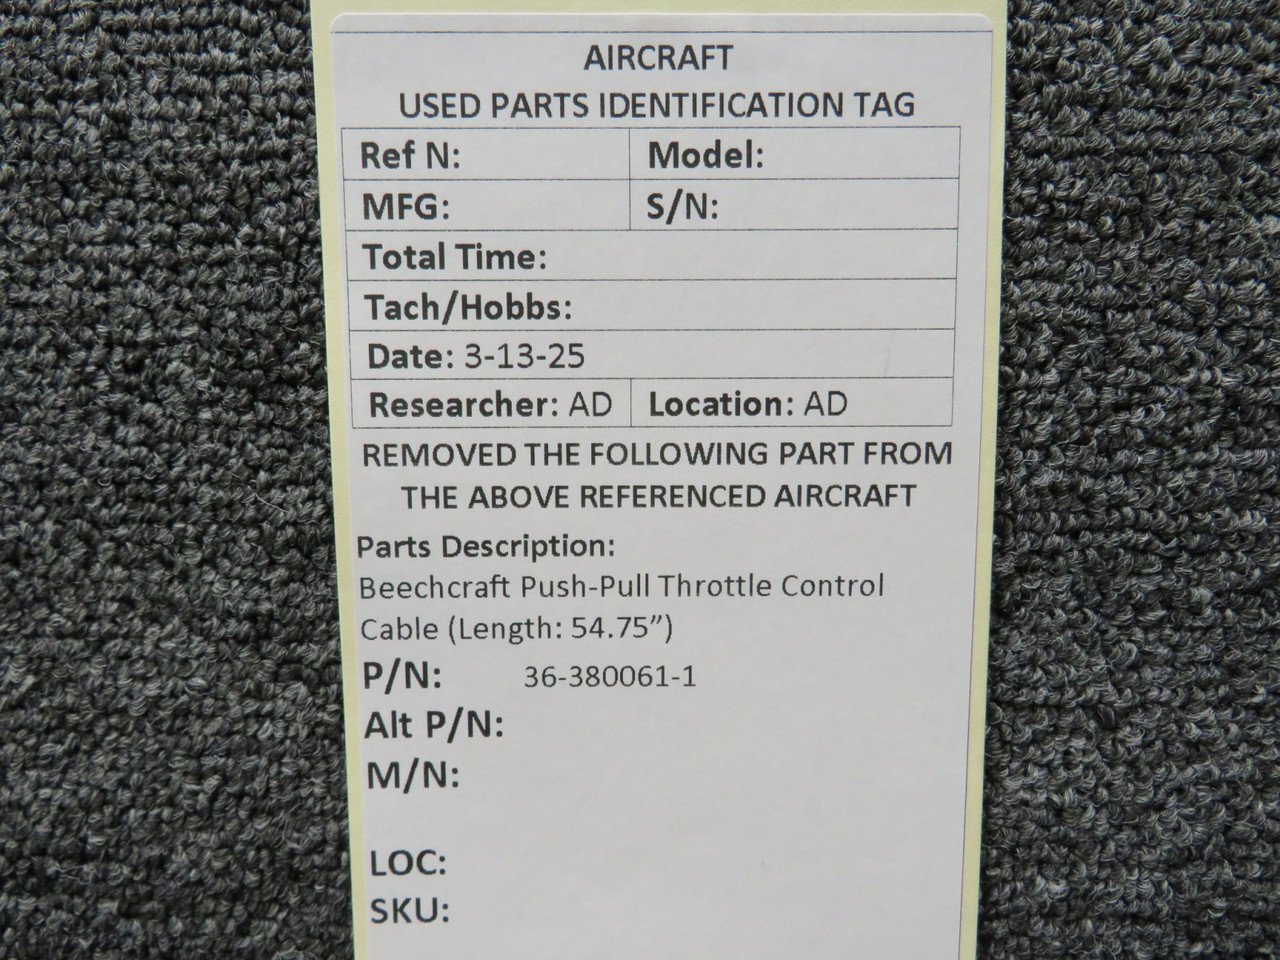 AIRCRAFT
USED PARTS IDENTIFICATION TAG
Ref N: Model:
MFG: S/N:
Total Time:
Tach/Hobbs:
Date: 3-13-25
Researcher: AD Location: AD
REMOVED THE FOLLOWING PART FROM
THE ABOVE REFERENCED AIRCRAFT
Parts Description:
Beechcraft Push-Pull Throttle Control
Cable (Length: 54.75”)
P/N: 36-380061-1
Alt P/N:
M/N:
LOC:
SKU: